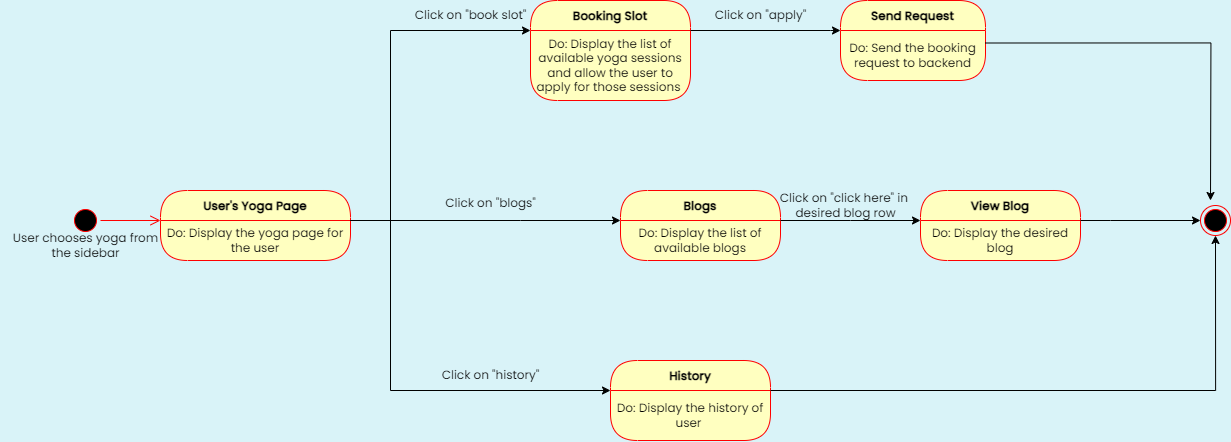 Click on "book slot"
Booking Slot
Do: Display the list of
available yoga sessions
and allow the user to
apply for those sessions
Click on "apply"
Send Request
Do: Send the booking
request to backend
User chooses yoga from
the sidebar
User's Yoga Page
Do: Display the yoga page for
the user
Click on "blogs"
Blogs
Do: Display the list of
available blogs
Click on "click here" in
desired blog row
View Blog
Do: Display the desired
blog
Click on "history"
History
Do: Display the history of
user